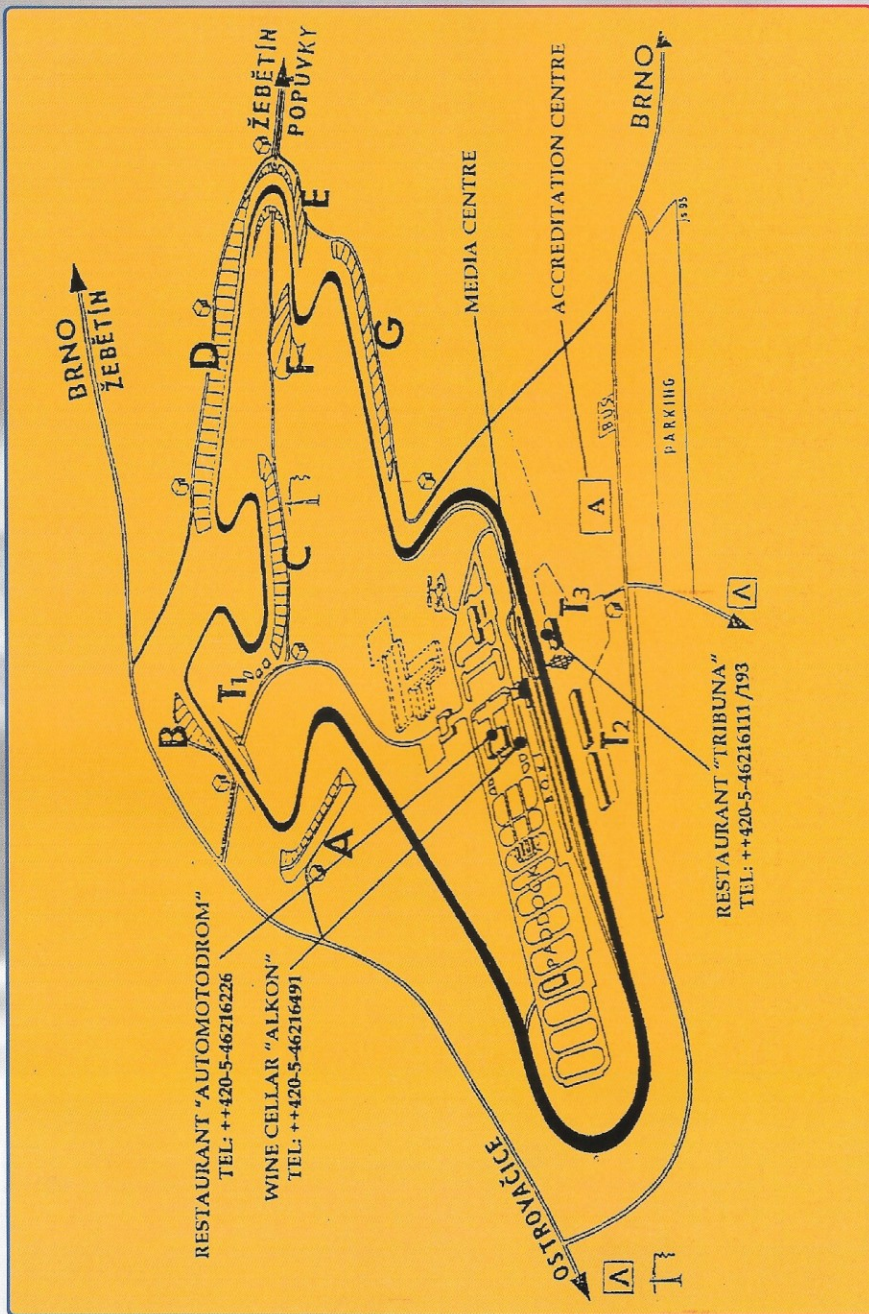 BRNO
ŽEBĚTÍN
ŽEBĚTÍN
POPŮVKY
D
E
F
G
C
B
T1
A
MEDIA CENTRE
ACCREDITATION CENTRE
BRNO
A
BUS
PARKING
T3
T2
PADDOCK
BOXY
RESTAURANT "AUTOMOTODROM"
TEL: ++420-5-46216226
WINE CELLAR "ALKON"
TEL: ++420-5-46216491
RESTAURANT "TRIBUNA"
TEL: ++420-5-46216111 /193
OSTROVAČICE